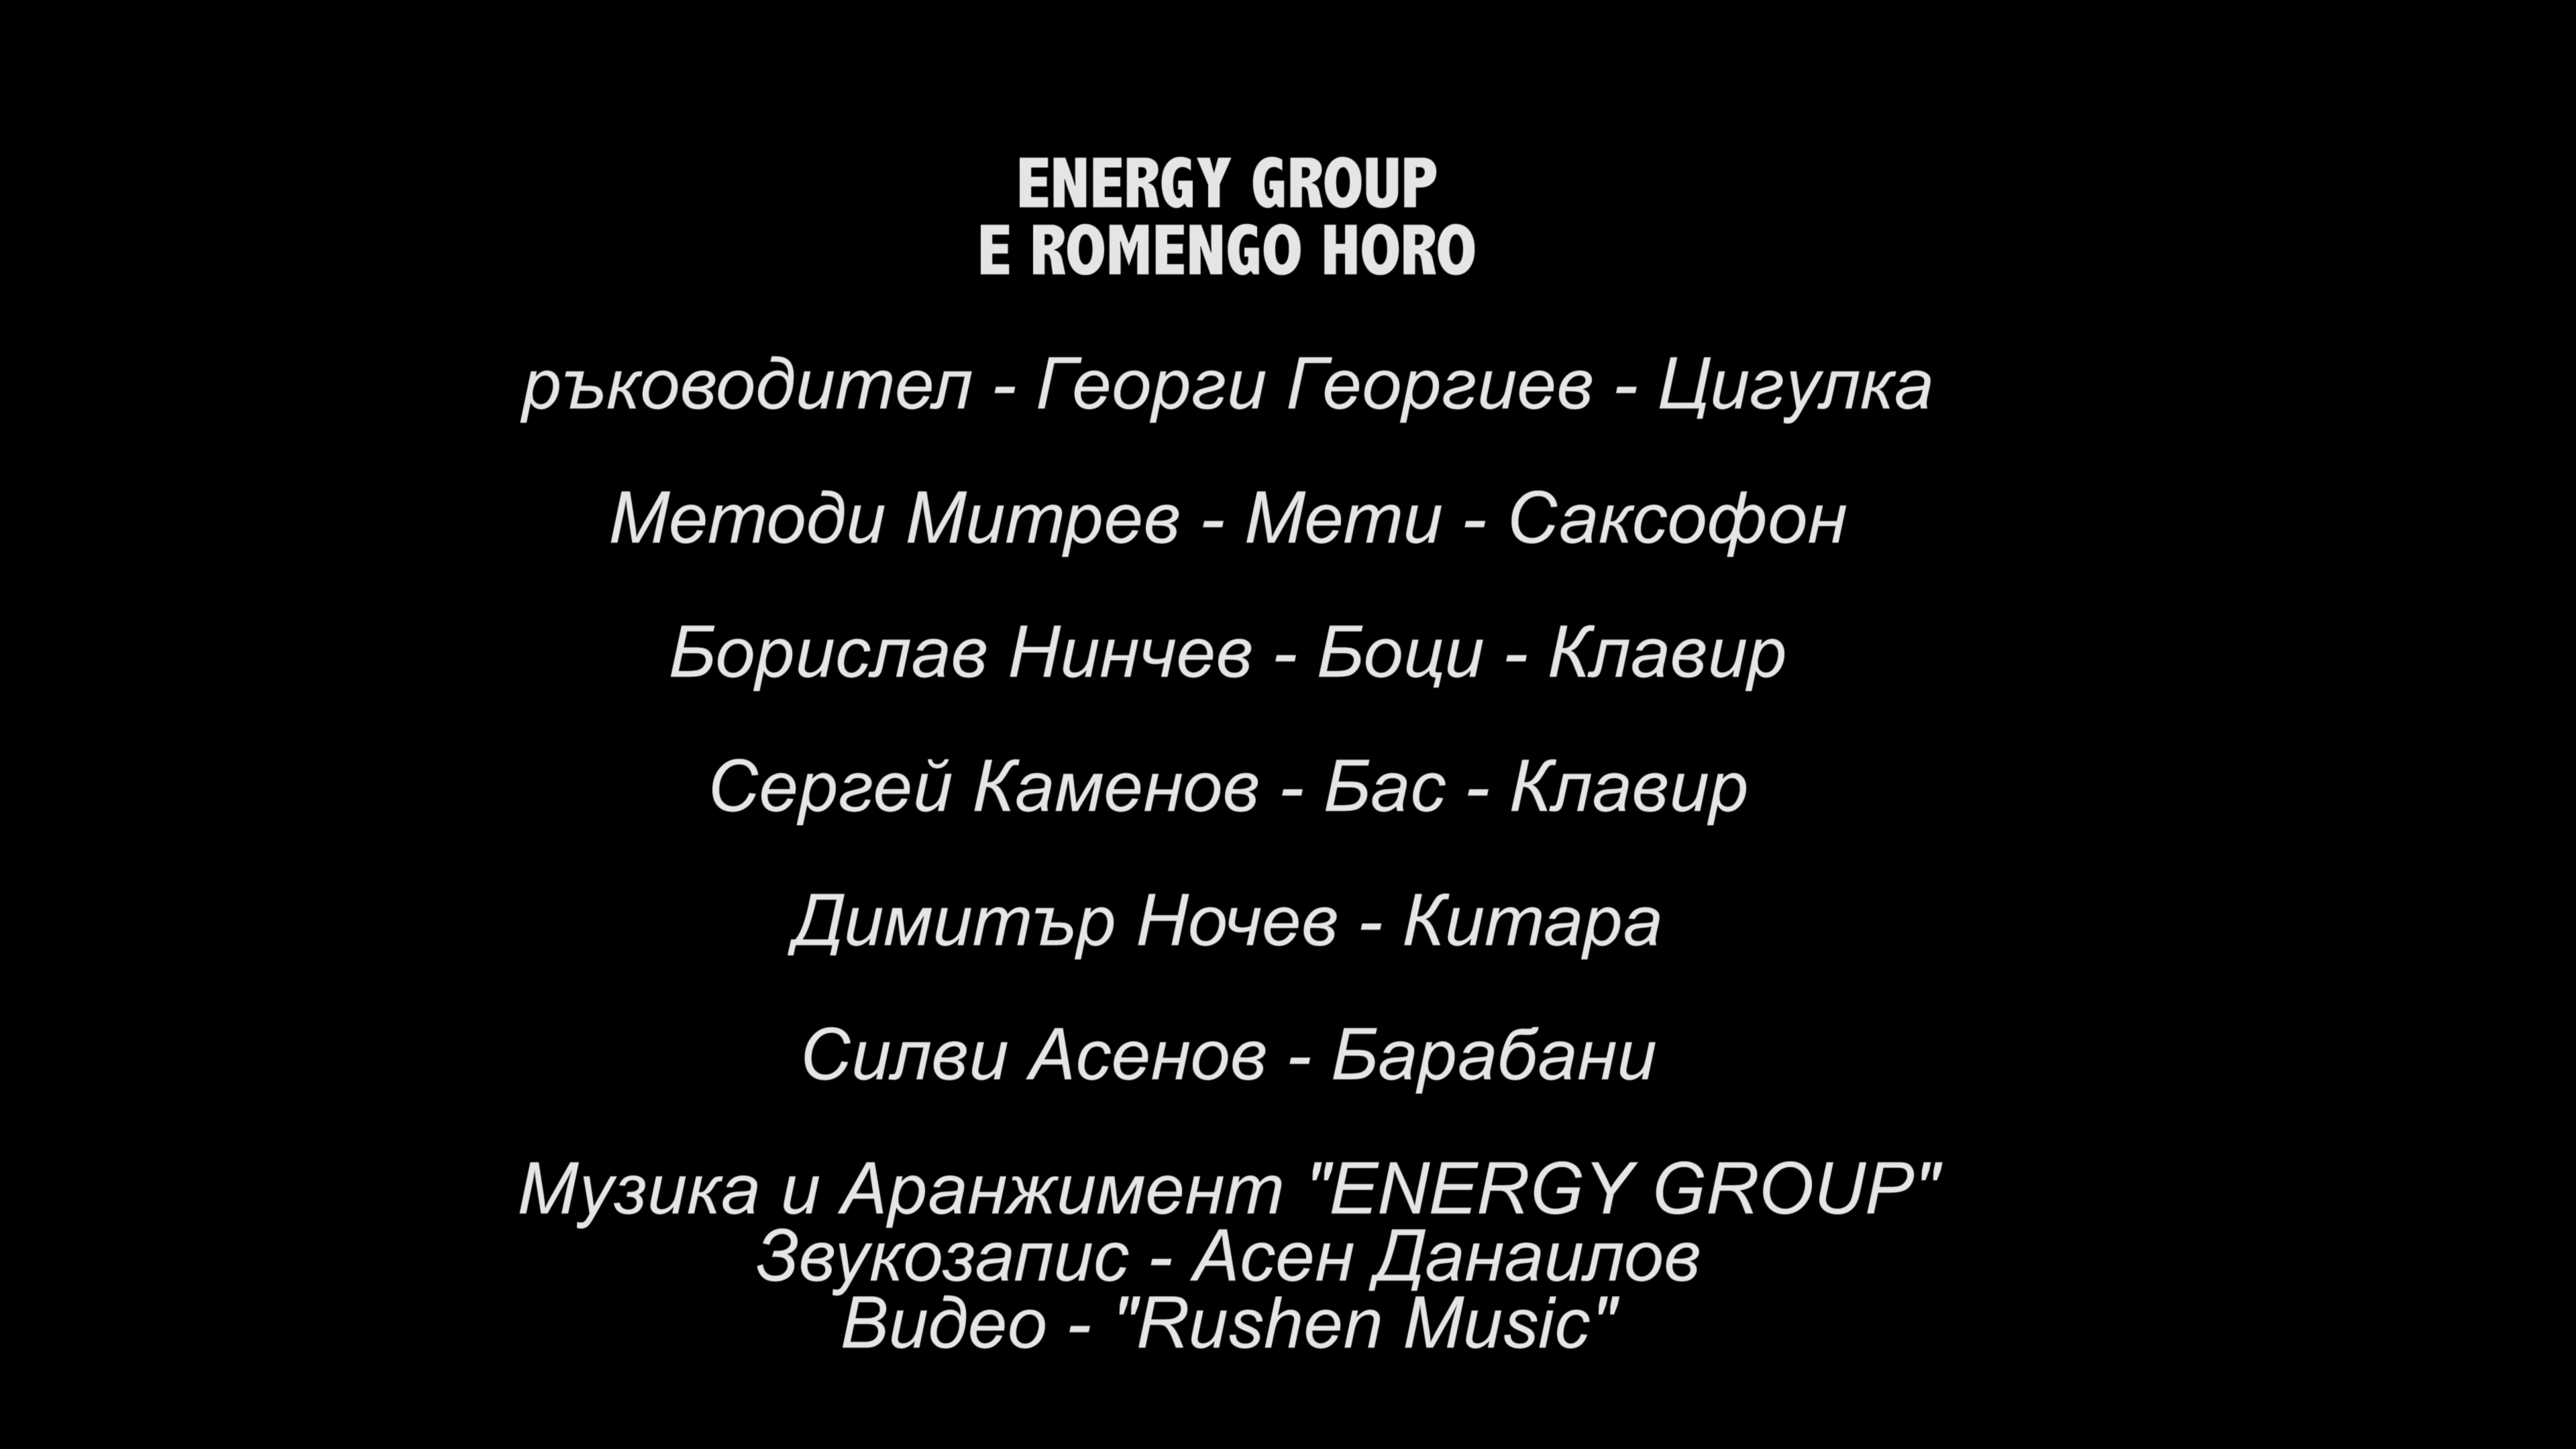 ENERGY GROUP
E ROMENGO HORO
ръководител - Георги Георгиев - Цигулка
Методи Митрев - Мети - Саксофон
Борислав Нинчев - Боци - Клавир
Сергей Каменов - Бас - Клавир
Димитър Ночев - Китара
Силви Асенов - Барабани
Музика и Аранжимент "ENERGY GROUP"
Звукозапис - Асен Данаилов
Видео - "Rushen Music"